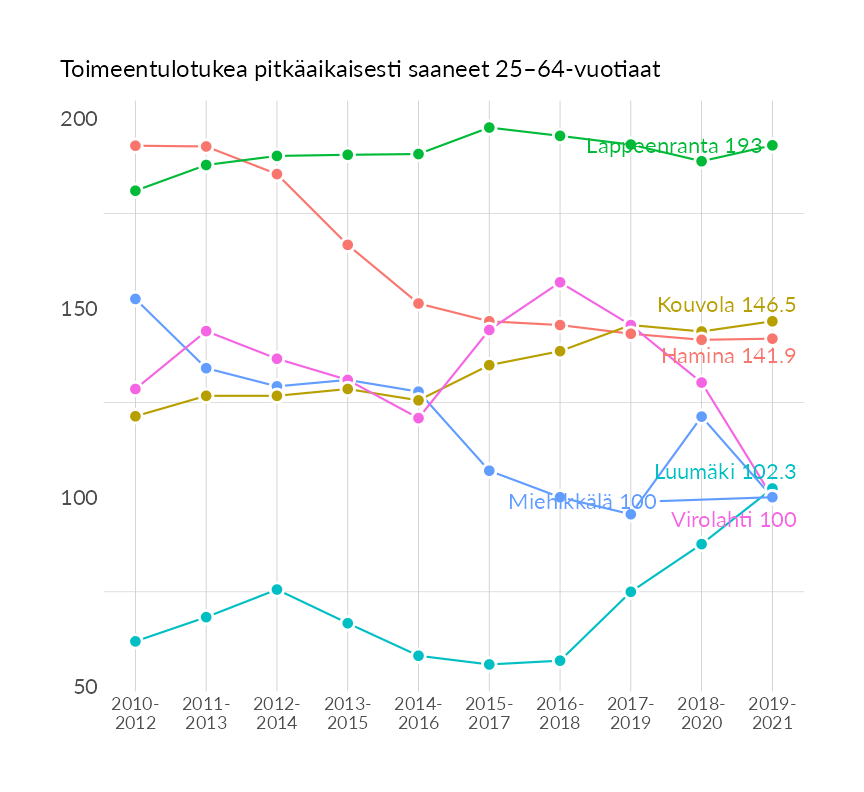 Toimeentulotukea pitkäaikaisesti saaneet 25–64-vuotiaat
200
Lappeenranta 193
150
Kouvola 146.5
Hamina 141.9
Luumäki 102.3
100
Miehikkälä 100
Virolahti 100
50
2010- 2011- 2012- 2013- 2014- 2015- 2016- 2017- 2018- 2019-
2012 2013 2014 2015 2016 2017 2018 2019 2020 2021